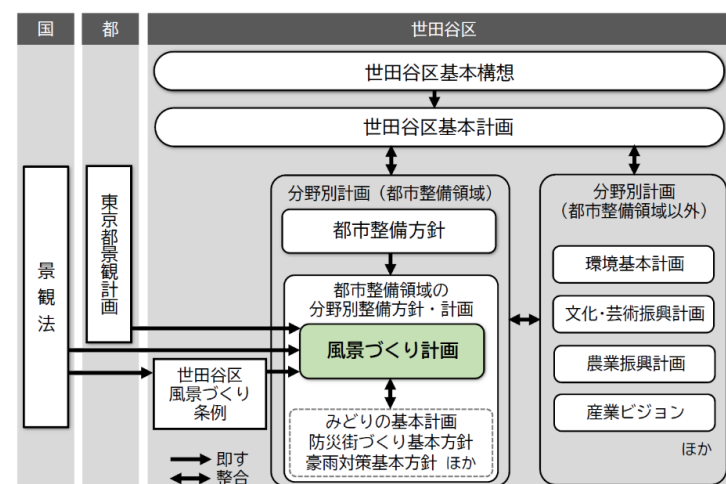 国
都
世田谷区
世田谷区基本構想
世田谷区基本計画
景観法
東京都景観計画
分野別計画（都市整備領域）
都市整備方針
都市整備領域の
分野別整備方針・計画
風景づくり計画
世田谷区
風景づくり
条例
みどりの基本計画
防災街づくり基本方針
豪雨対策基本方針 ほか
分野別計画
（都市整備領域以外）
環境基本計画
文化・芸術振興計画
農業振興計画
産業ビジョン
ほか
即す
整合